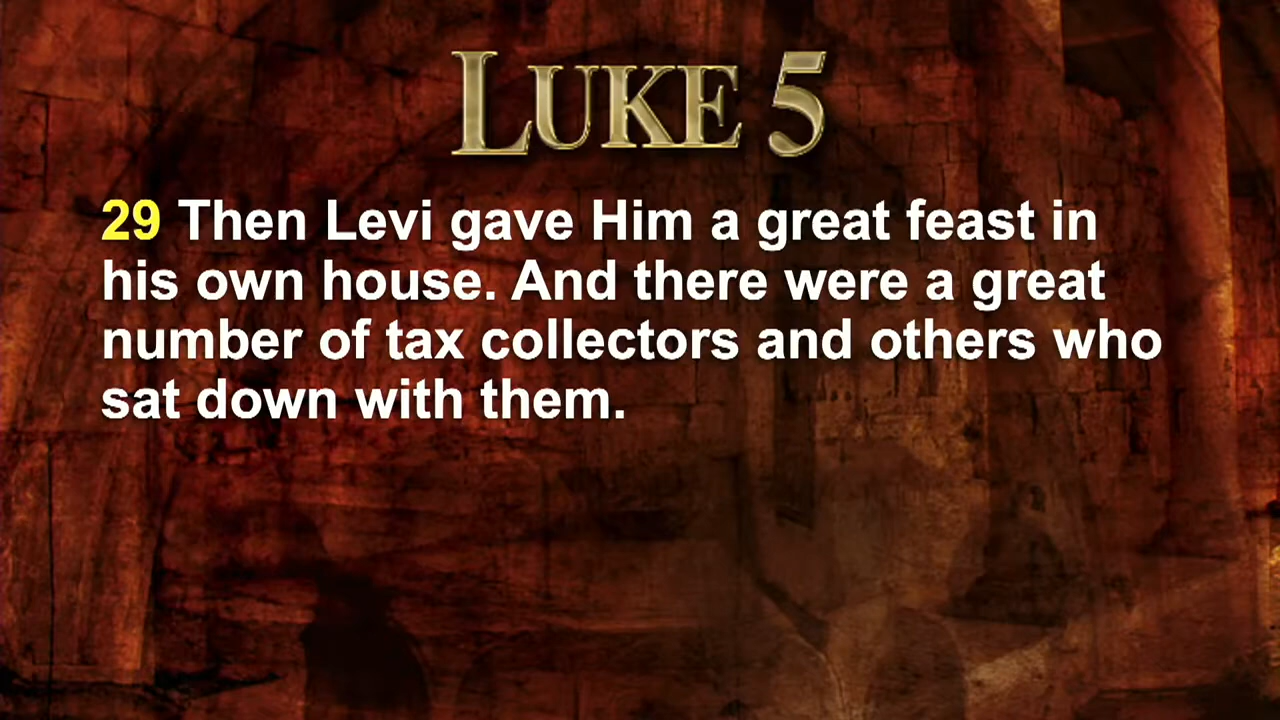 LUKE 5
29 Then Levi gave Him a great feast in
his own house. And there were a great
number of tax collectors and others who
sat down with them.